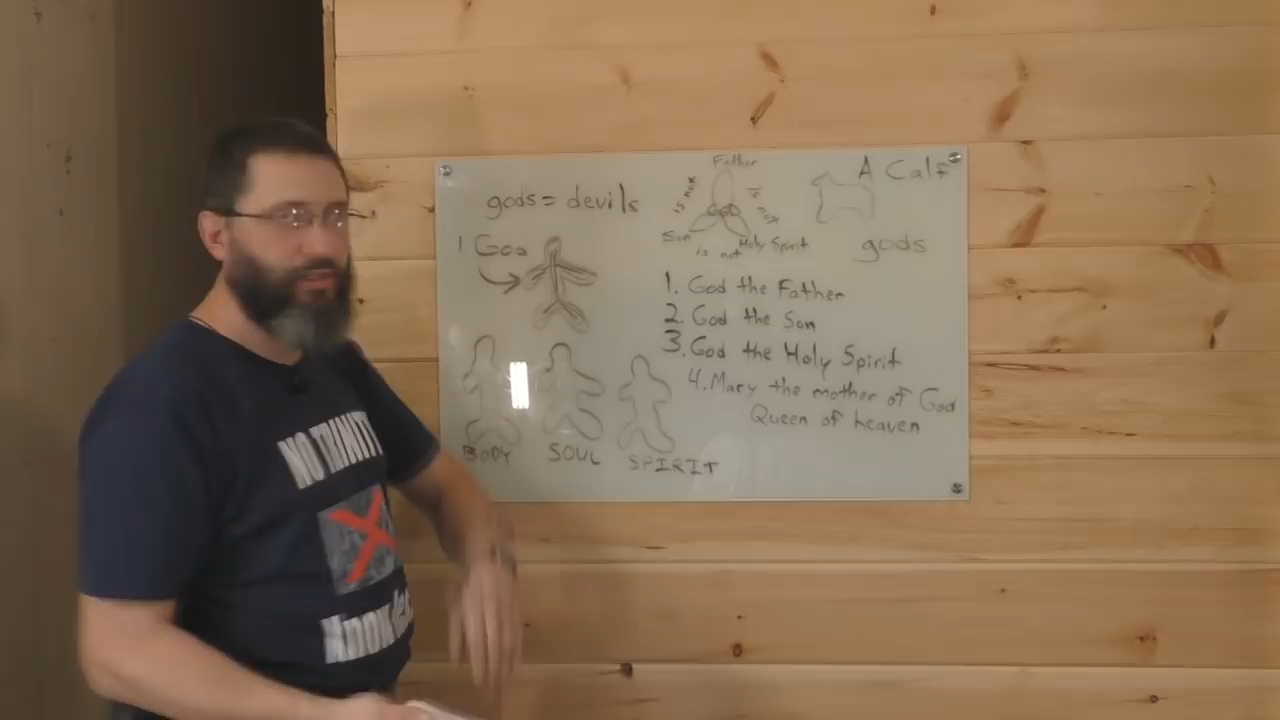 gods = devils
1 God
BODY SOUL SPIRIT
Father
is not
is not
God
Son
is not
Holy Spirit
A Calf
gods
1. God the Father
2. God the Son
3. God the Holy Spirit
4. Mary the mother of God
Queen of heaven
NO TRINITY
X